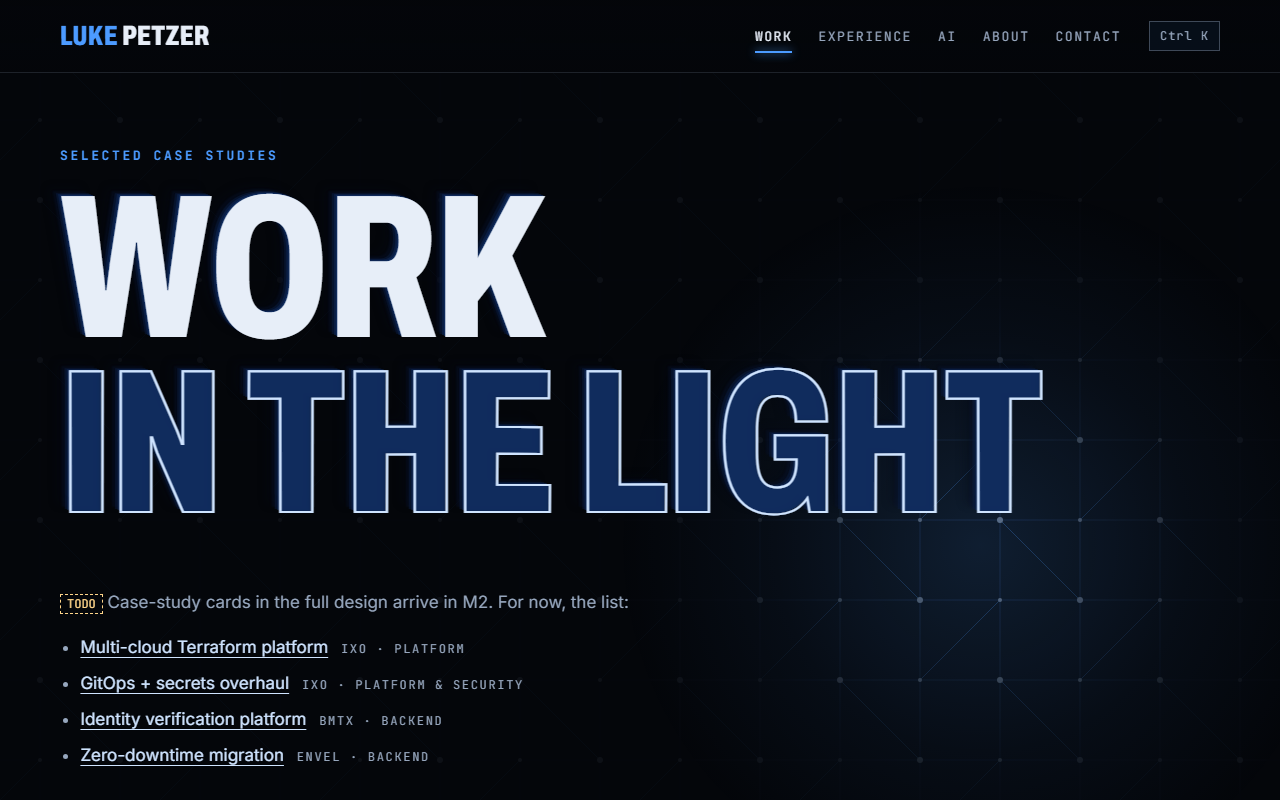 LUKE PETZER
WORK EXPERIENCE AI ABOUT CONTACT Ctrl K
SELECTED CASE STUDIES
WORK
IN THE LIGHT
TODO Case-study cards in the full design arrive in M2. For now, the list:
• Multi-cloud Terraform platform IXO · PLATFORM
• GitOps + secrets overhaul IXO · PLATFORM & SECURITY
• Identity verification platform BMTX · BACKEND
• Zero-downtime migration ENVEL · BACKEND